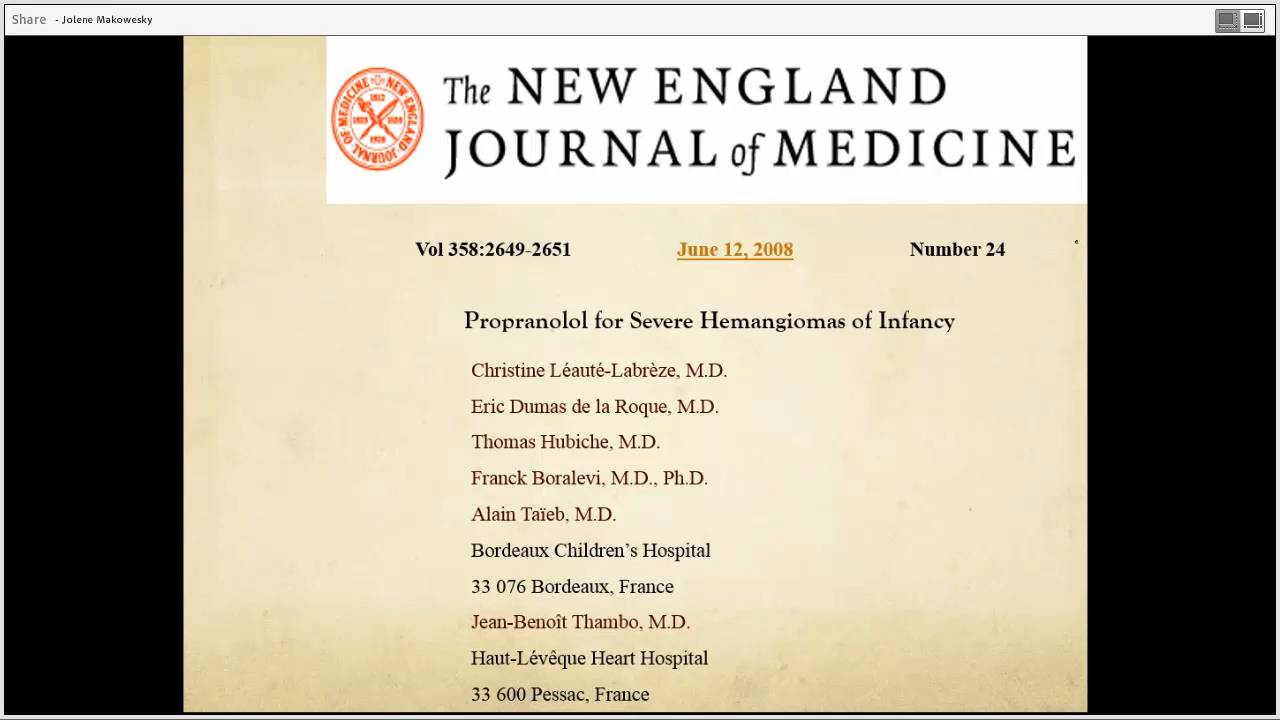 Share - Jolene Makowesky
The NEW ENGLAND
JOURNAL of MEDICINE
Vol 358:2649-2651 June 12, 2008 Number 24
Propranolol for Severe Hemangiomas of Infancy
Christine Léauté-Labrèze, M.D.
Eric Dumas de la Roque, M.D.
Thomas Hubiche, M.D.
Franck Boralevi, M.D., Ph.D.
Alain Taïeb, M.D.
Bordeaux Children's Hospital
33 076 Bordeaux, France
Jean-Benoît Thambo, M.D.
Haut-Lévêque Heart Hospital
33 600 Pessac, France